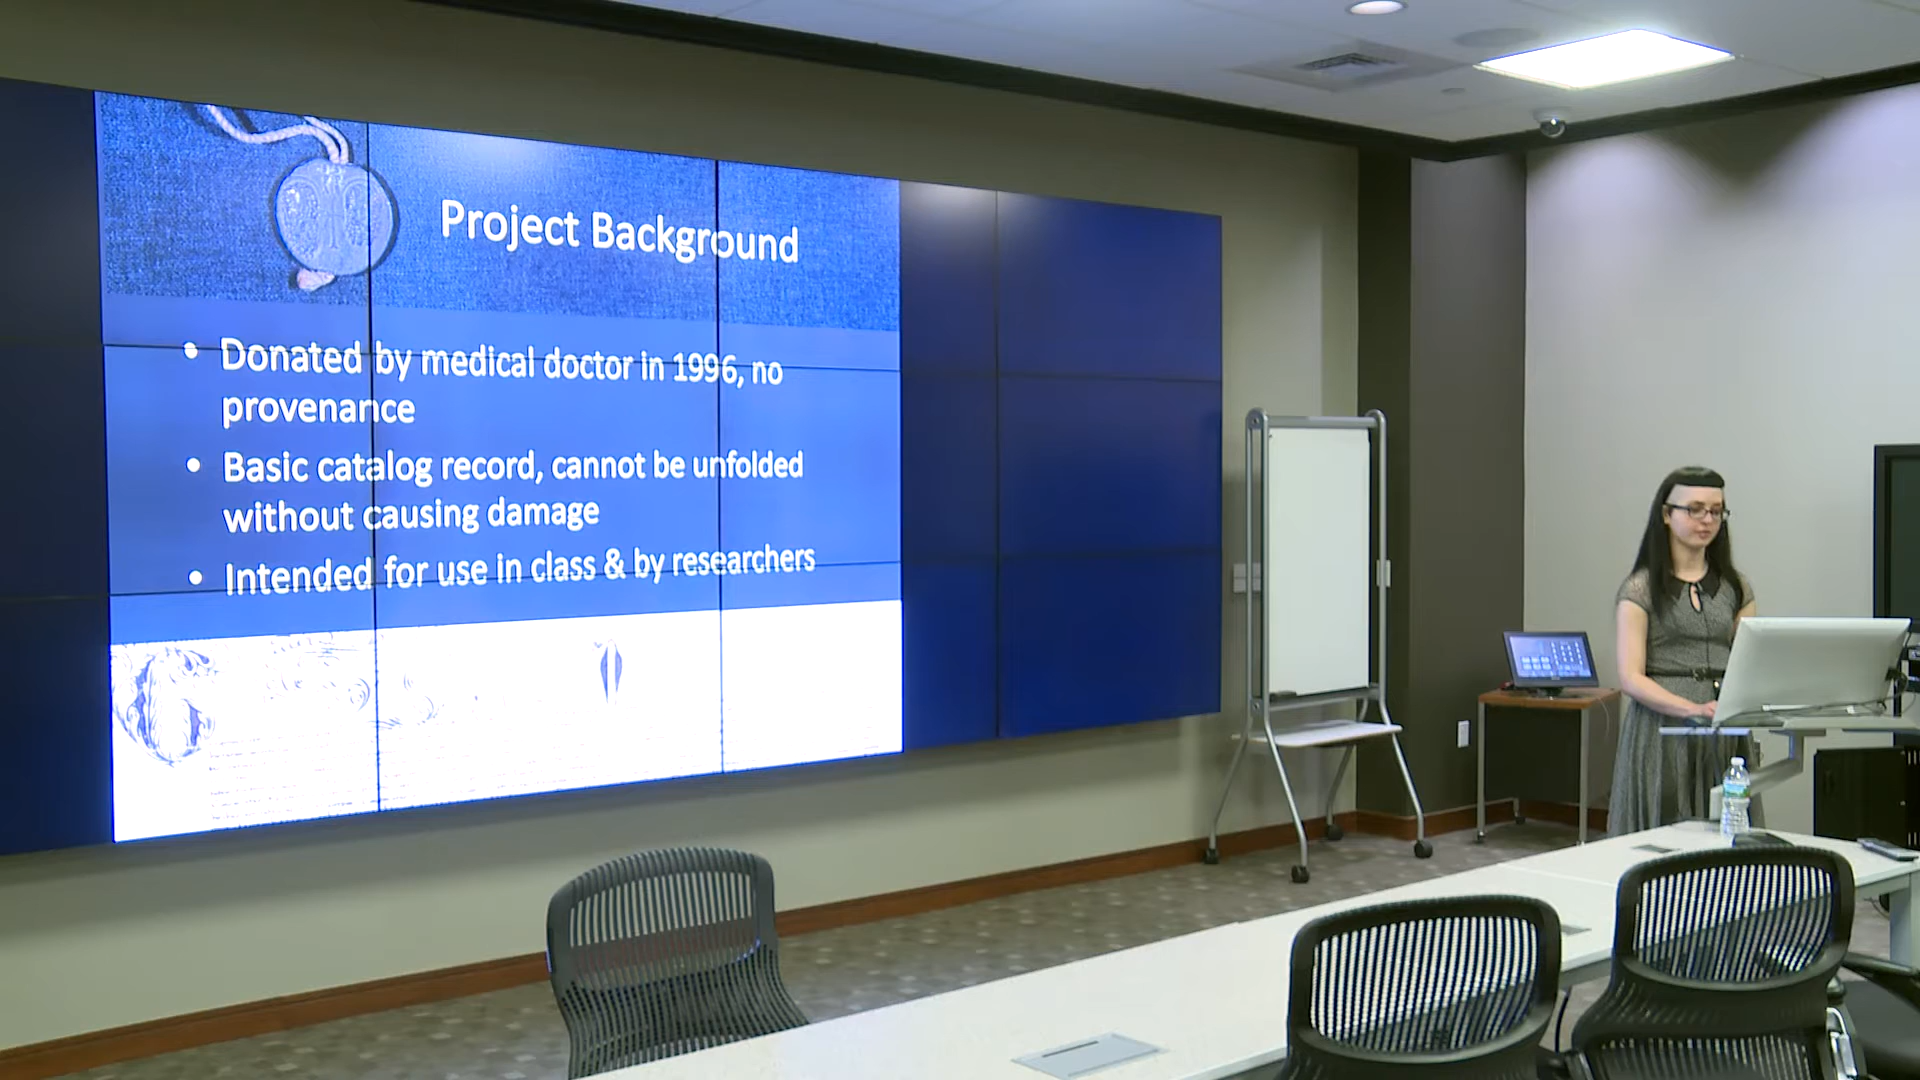 Project Background
• Donated by medical doctor in 1996, no
provenance
• Basic catalog record, cannot be unfolded
without causing damage
• Intended for use in class & by researchers